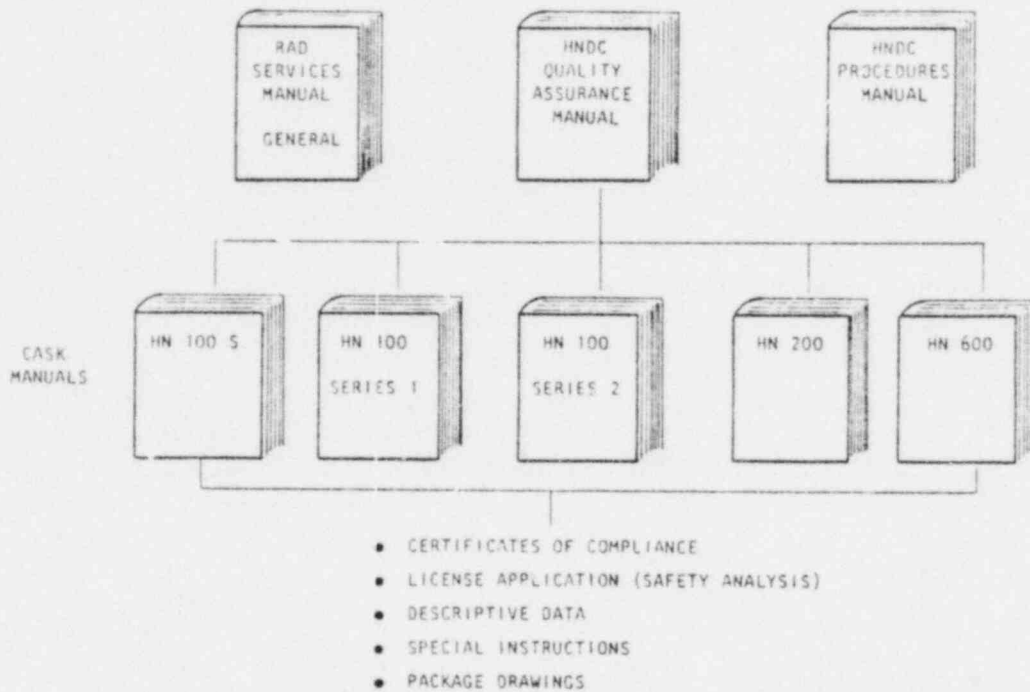 RAD
SERVICES
MANUAL
GENERAL
HNDC
QUALITY
ASSURANCE
MANUAL
HNDC
PROCEDURES
MANUAL
CASK
MANUALS
HN 100 S
HN 100
SERIES 1
HN 100
SERIES 2
HN 200
HN 600
• CERTIFICATES OF COMPLIANCE
• LICENSE APPLICATION (SAFETY ANALYSIS)
• DESCRIPTIVE DATA
• SPECIAL INSTRUCTIONS
• PACKAGE DRAWINGS